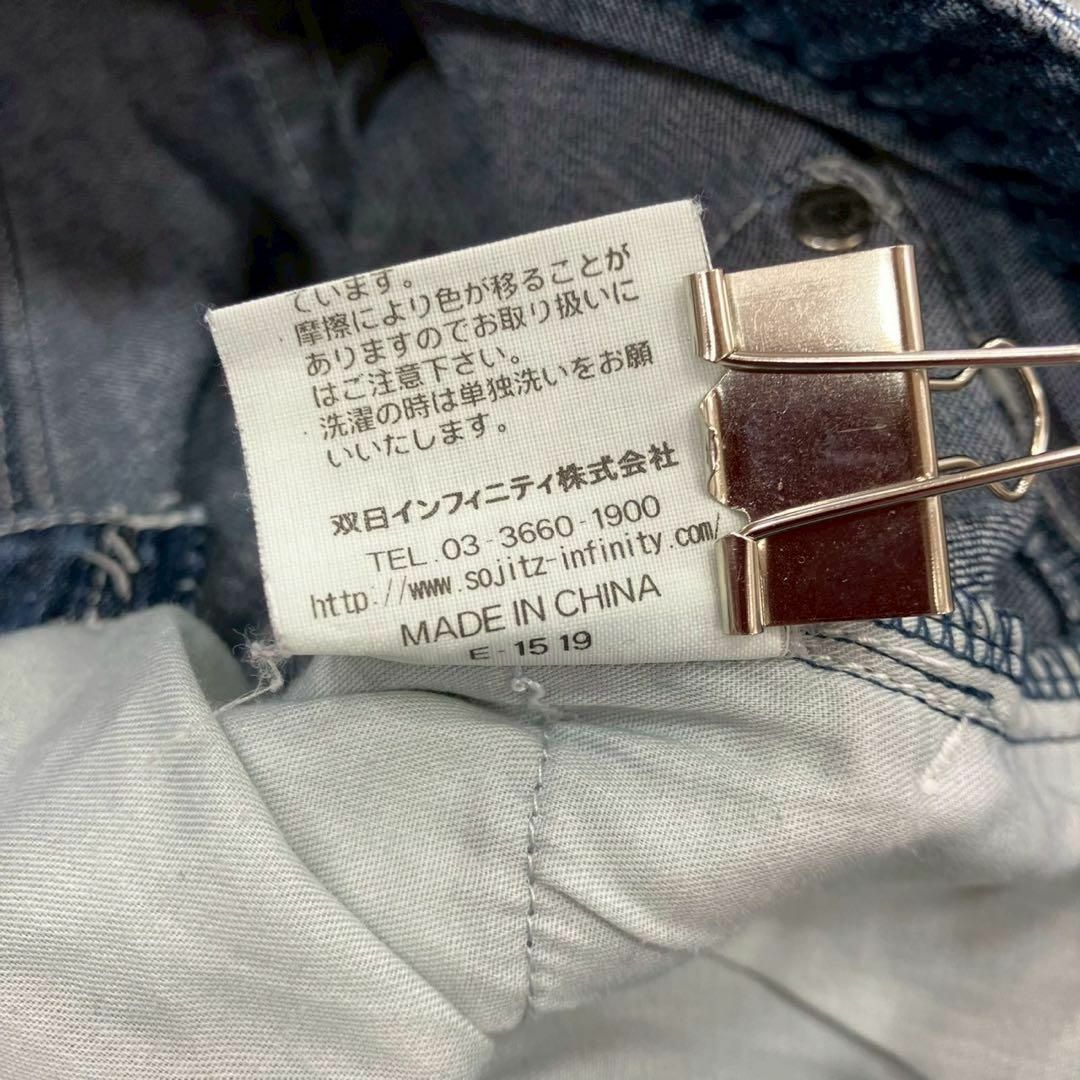 ています。
摩擦により色が移ることが
ありますのでお取り扱いに
はご注意下さい。
洗濯の時は単独洗いをお願
いいたします。
双日インフィニティ株式会社
TEL.03-3660-1900
http://www.sojitz-infinity.com/
MADE IN CHINA
E-15 19